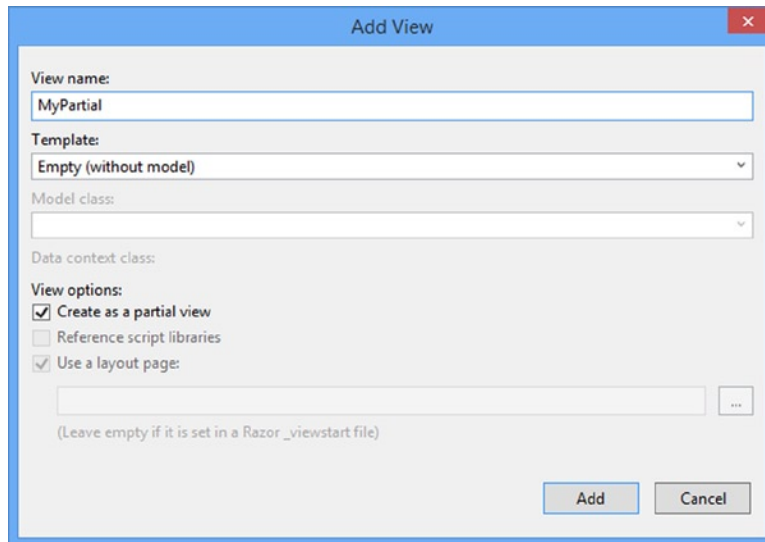 Add View
View name:
MyPartial
Template:
Empty (without model)
Model class:
Data context class:
View options:
Create as a partial view
Reference script libraries
Use a layout page:
...
(Leave empty if it is set in a Razor _viewstart file)
Add Cancel